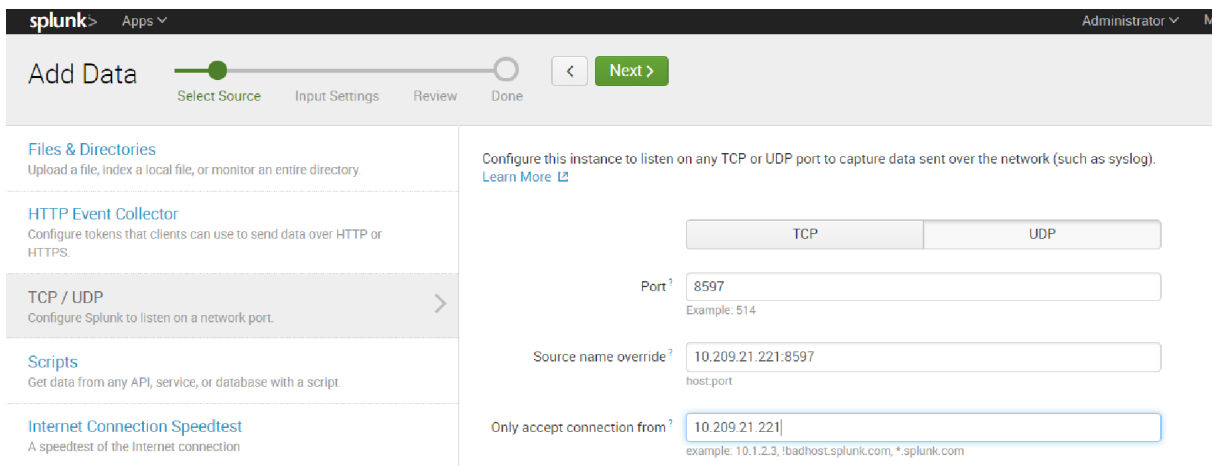 splunk> Apps Administrator M
Add Data
Select Source Input Settings Review Done
< Next >
Files & Directories
Upload a file, index a local file, or monitor an entire directory.
HTTP Event Collector
Configure tokens that clients can use to send data over HTTP or
HTTPS.
TCP / UDP
Configure Splunk to listen on a network port.
Scripts
Get data from any API, service, or database with a script.
Internet Connection Speedtest
A speedtest of the Internet connection
Configure this instance to listen on any TCP or UDP port to capture data sent over the network (such as syslog).
Learn More
TCP UDP
Port ? 8597
Example: 514
Source name override ? 10.209.21.221:8597
host:port
Only accept connection from ? 10.209.21.221
example: 10.1.2.3, !badhost.splunk.com, *.splunk.com